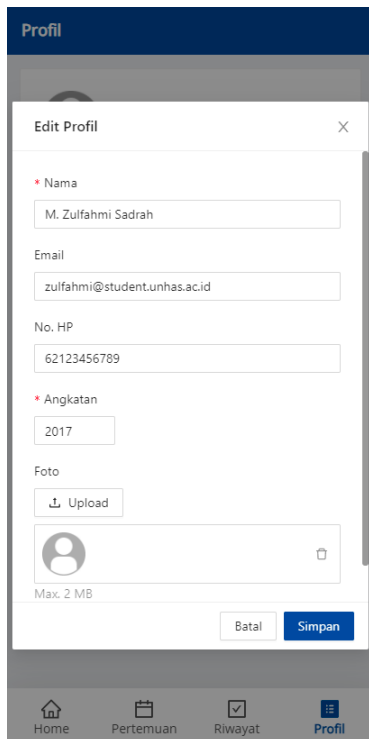 Profil
Edit Profil
* Nama
M. Zulfahmi Sadrah
Email
zulfahmi@student.unhas.ac.id
No. HP
62123456789
* Angkatan
2017
Foto
Upload
Max. 2 MB
Batal Simpan
Home Pertemuan Riwayat Profil